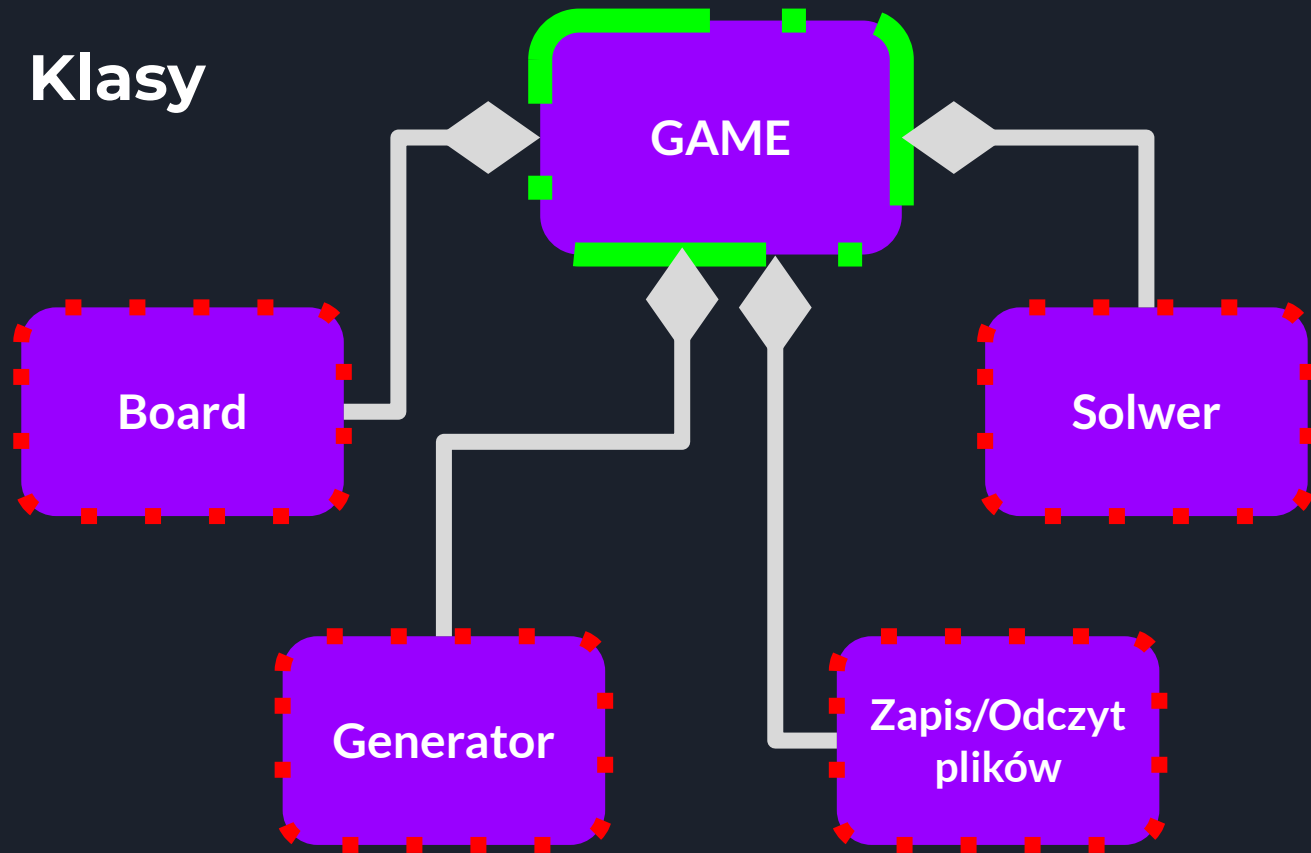 Klasy
GAME
Board
Solwer
Generator
Zapis/Odczyt
plików